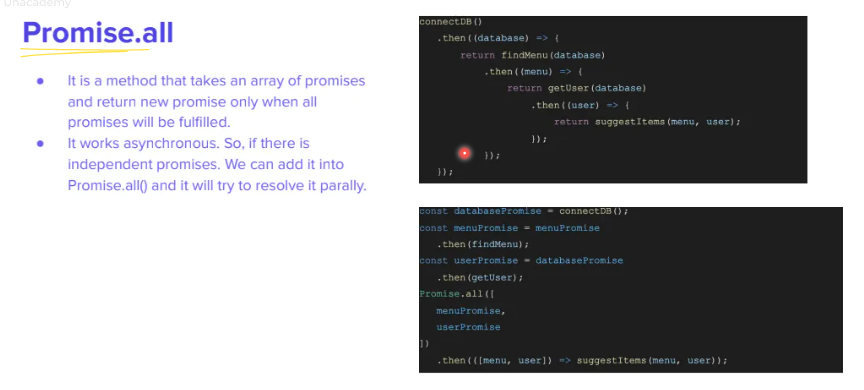 Unacademy
Promise.all
● It is a method that takes an array of promises
and return new promise only when all
promises will be fulfilled.
● It works asynchronous. So, if there is
independent promises. We can add it into
Promise.all() and it will try to resolve it parally.
connectDB()
.then((database) => {
return findMenu(database)
.then((menu) => {
return getUser(database)
.then((user) => {
return suggestItems(menu, user);
});
});
});
const databasePromise = connectDB();
const menuPromise = menuPromise
.then(findMenu);
const userPromise = databasePromise
.then(getUser);
Promise.all([
menuPromise,
userPromise
])
.then(([menu, user]) => suggestItems(menu, user));